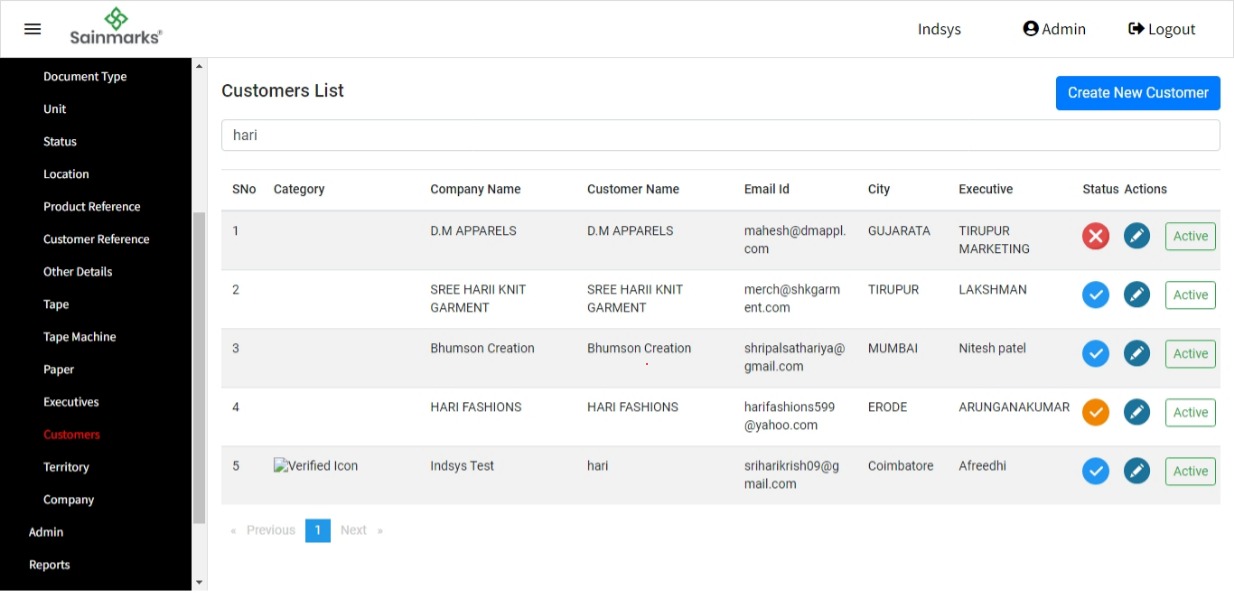 Sainmarks®
Indsys
Admin
Logout
Document Type
Unit
Status
Location
Product Reference
Customer Reference
Other Details
Tape
Tape Machine
Paper
Executives
Customers
Territory
Company
Admin
Reports
Customers List
Create New Customer
hari
SNo Category Company Name Customer Name Email Id City Executive Status Actions
1 D.M APPARELS D.M APPARELS mahesh@dmappl. GUJARATA TIRUPUR Active
com MARKETING
2 SREE HARII KNIT SREE HARII KNIT merch@shkgarm TIRUPUR LAKSHMAN Active
GARMENT GARMENT ent.com
3 Bhumson Creation Bhumson Creation shripalsathariya@ MUMBAI Nitesh patel Active
gmail.com
4 HARI FASHIONS HARI FASHIONS harifashions599 ERODE ARUNGANAKUMAR Active
@yahoo.com
5 Verified Icon Indsys Test hari sriharikrish09@g Coimbatore Afreedhi Active
mail.com
« Previous 1 Next »